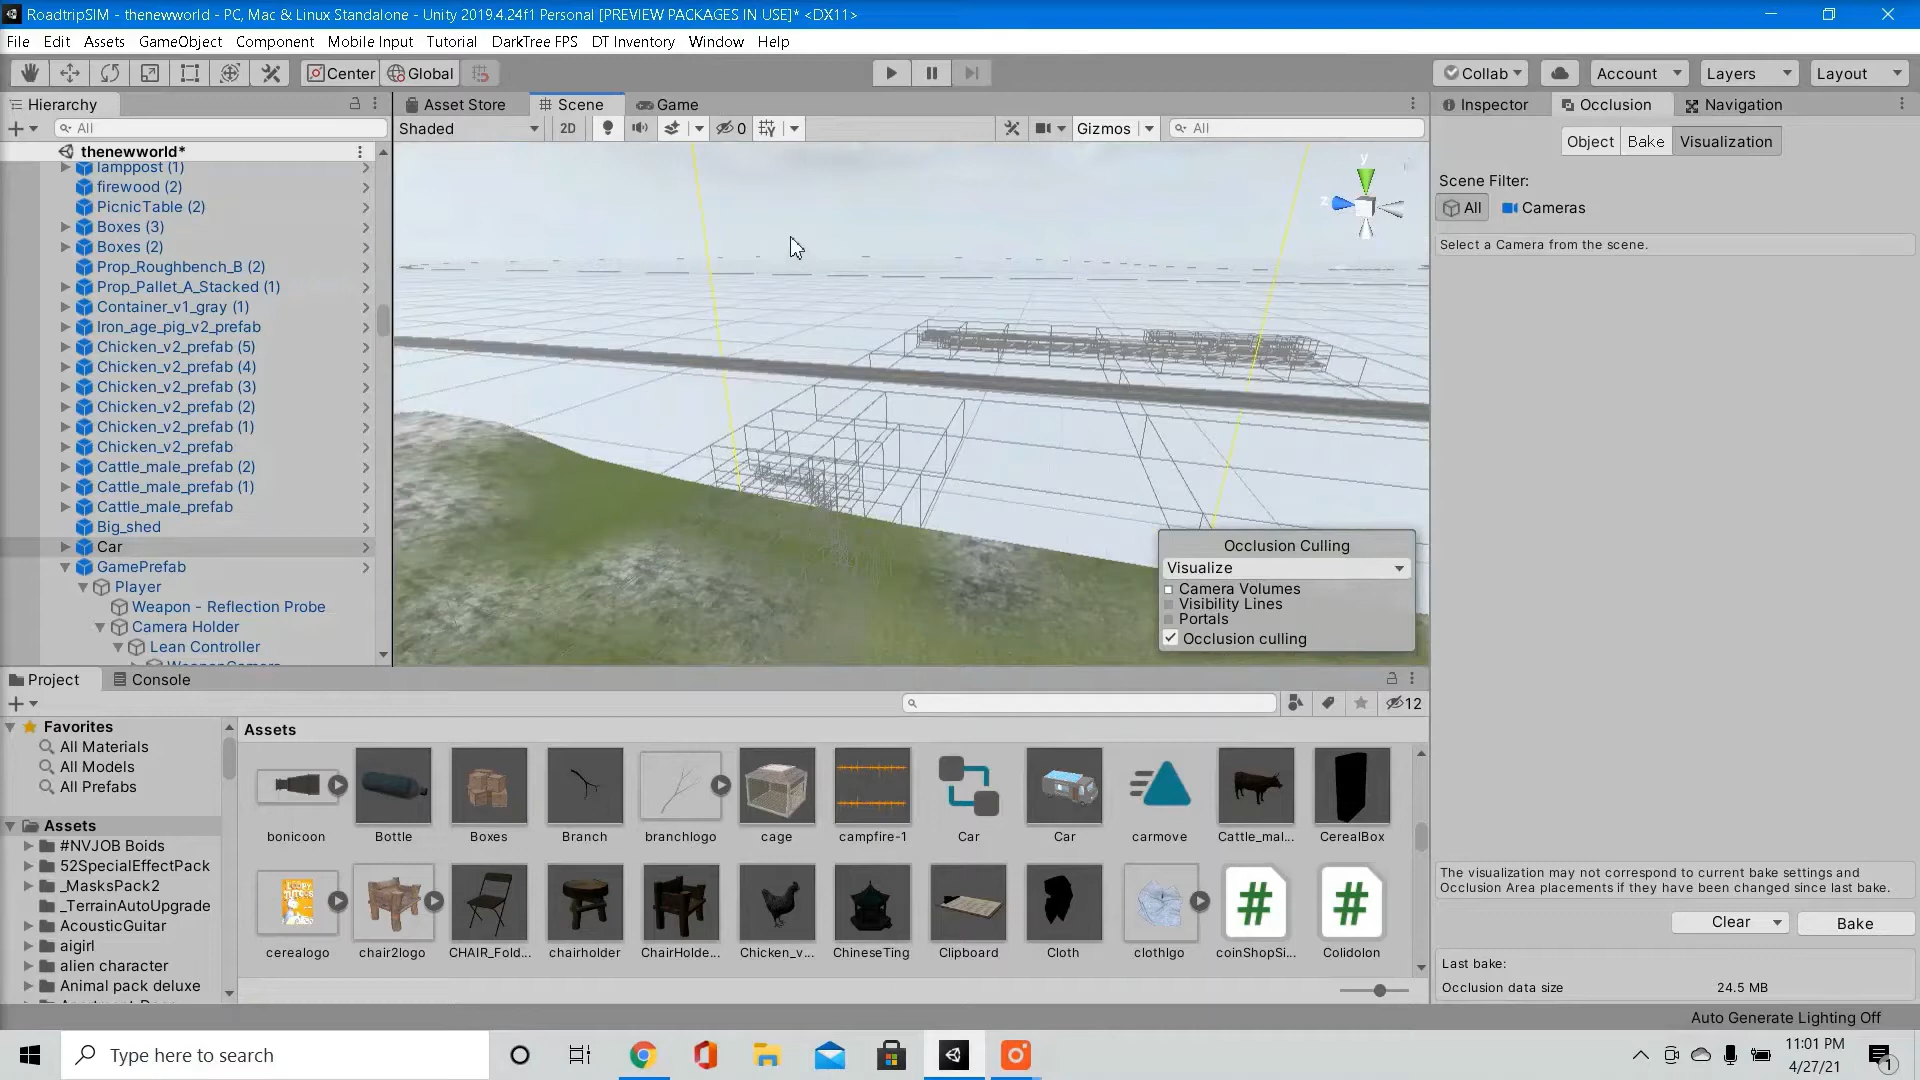 RoadtripSIM - thenewworld - PC, Mac & Linux Standalone - Unity 2019.4.24f1 Personal [PREVIEW PACKAGES IN USE]* <DX11>
File Edit Assets GameObject Component Mobile Input Tutorial DarkTree FPS DT Inventory Window Help
Center Global Collab Account Layers Layout
Hierarchy
All
thenewworld*
lamppost (1)
firewood (2)
PicnicTable (2)
Boxes (3)
Boxes (2)
Prop_Roughbench_B (2)
Prop_Pallet_A_Stacked (1)
Container_v1_gray (1)
Iron_age_pig_v2_prefab
Chicken_v2_prefab (5)
Chicken_v2_prefab (4)
Chicken_v2_prefab (3)
Chicken_v2_prefab (2)
Chicken_v2_prefab (1)
Chicken_v2_prefab
Cattle_male_prefab (2)
Cattle_male_prefab (1)
Cattle_male_prefab
Big_shed
Car
GamePrefab
Player
Weapon - Reflection Probe
Camera Holder
Lean Controller
WeaponCamera
Asset Store Scene Game
Shaded 2D 0 Gizmos All
y
z
Occlusion Culling
Visualize
Camera Volumes
Visibility Lines
Portals
Occlusion culling
Inspector Occlusion Navigation
Object Bake Visualization
Scene Filter:
All Cameras
Select a Camera from the scene.
The visualization may not correspond to current bake settings and
Occlusion Area placements if they have been changed since last bake.
Clear Bake
Last bake:
Occlusion data size 24.5 MB
Project Console
12
Favorites
All Materials
All Models
All Prefabs
Assets
#NVJOB Boids
52SpecialEffectPack
_MasksPack2
_TerrainAutoUpgrade
AcousticGuitar
aigirl
alien character
Animal pack deluxe
Assets
bonicoon Bottle Boxes Branch branchlogo cage campfire-1 Car Car carmove Cattle_mal... CerealBox
cerealogo chair2logo CHAIR_Fold... chairholder ChairHolde... Chicken_v... ChineseTing Clipboard Cloth clothlgo coinShopSi... Colidolon
Auto Generate Lighting Off
Type here to search
11:01 PM
4/27/21
1